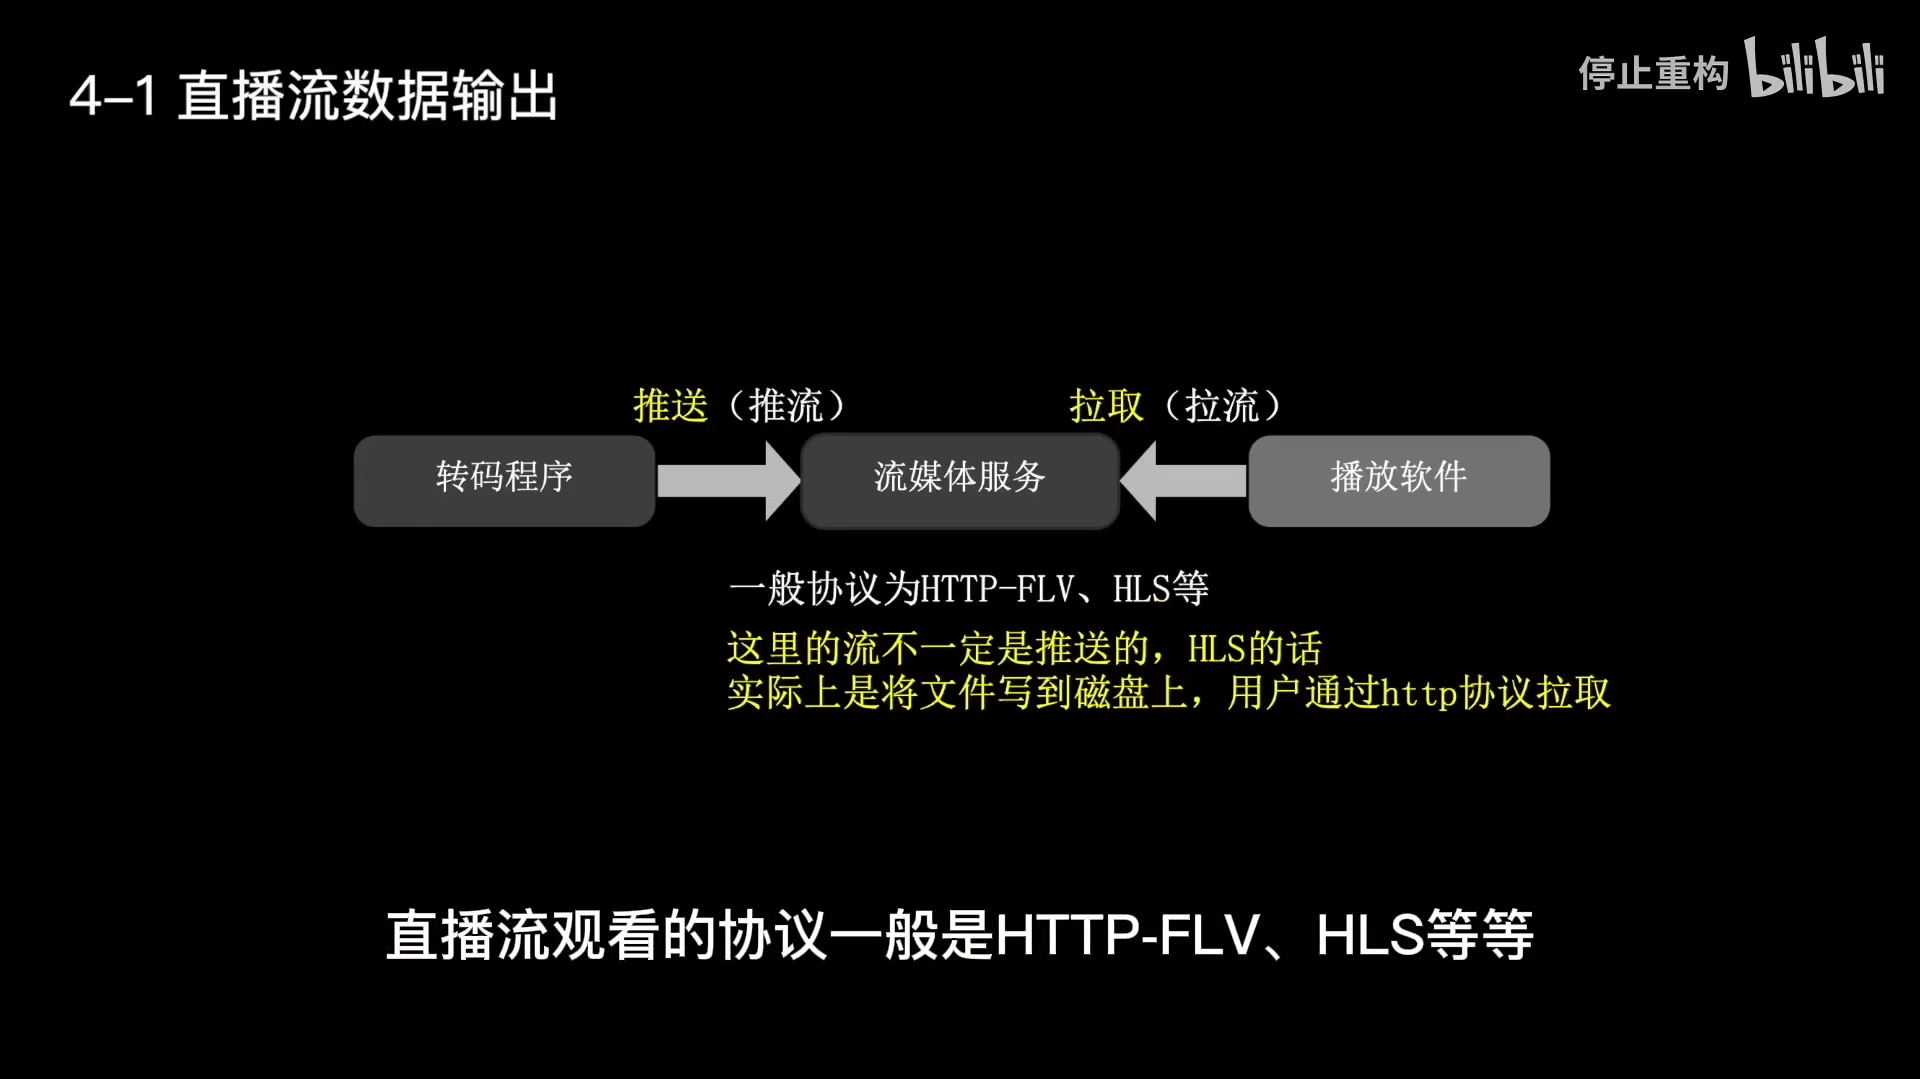 4-1 直播流数据输出
停止重构 bilibili
推送（推流）
拉取（拉流）
转码程序
流媒体服务
播放软件
一般协议为HTTP-FLV、HLS等
这里的流不一定是推送的，HLS的话
实际上是将文件写到磁盘上，用户通过http协议拉取
直播流观看的协议一般是HTTP-FLV、HLS等等